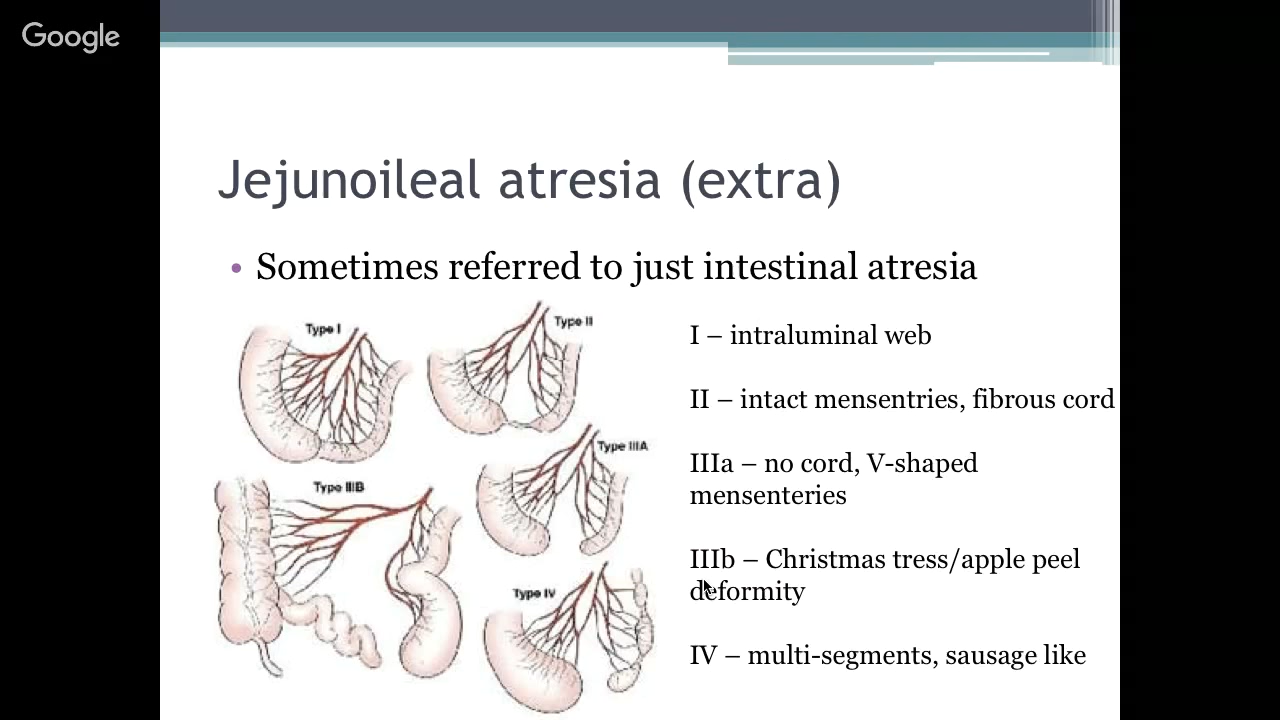 Google
Jejunoileal atresia (extra)
• Sometimes referred to just intestinal atresia
Type I
Type II
Type IIIA
Type IIIB
Type IV
I – intraluminal web
II – intact mensentries, fibrous cord
IIIa – no cord, V-shaped
mensenteries
IIIb – Christmas tress/apple peel
deformity
IV – multi-segments, sausage like